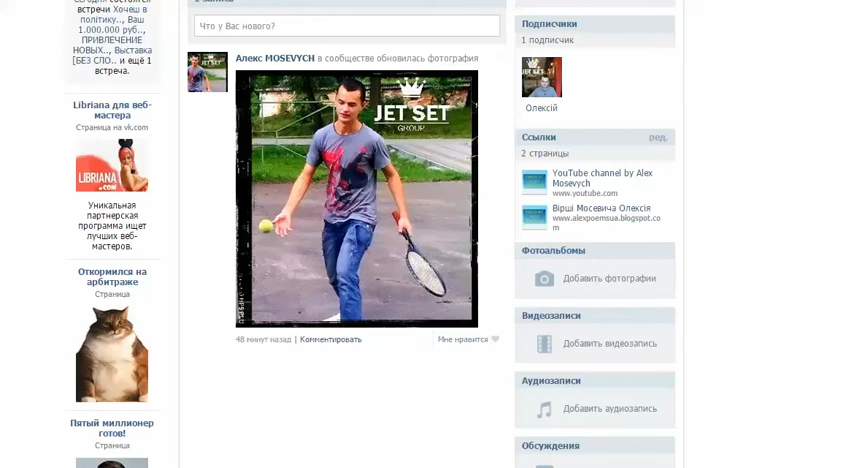 Сегодня состоятся
встречи Хочеш в
політику.., Ваш
1.000.000 руб..,
ПРИВЛЕЧЕНИЕ
НОВЫХ.., Выставка
[БЕЗ СЛО.. и ещё 1
встреча.
Libriana для веб-
мастера
Страница на vk.com
LIBRIANA
.COM
Уникальная
партнерская
программа ищет
лучших веб-
мастеров.
Откормился на
арбитраже
Страница
Пятый миллионер
готов!
Страница
Что у Вас нового?
Алекс MOSEVYCH в сообществе обновилась фотография
JET SET
GROUP
48 минут назад | Комментировать
Мне нравится
Подписчики
1 подписчик
Олексій
Ссылки ред.
2 страницы
YouTube channel by Alex
Mosevych
www.youtube.com
Вірші Мосевича Олексія
www.alexpoemsua.blogspot.co
m
Фотоальбомы
Добавить фотографии
Видеозаписи
Добавить видеозапись
Аудиозаписи
Добавить аудиозапись
Обсуждения